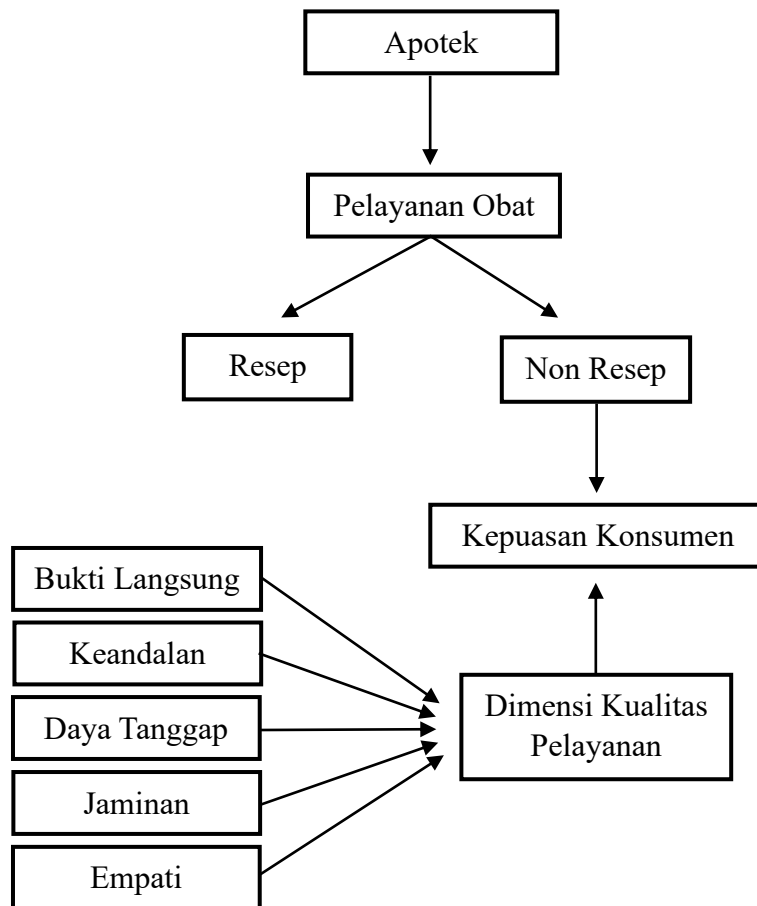 Apotek
Pelayanan Obat
Resep
Non Resep
Kepuasan Konsumen
Bukti Langsung
Keandalan
Daya Tanggap
Jaminan
Empati
Dimensi Kualitas
Pelayanan